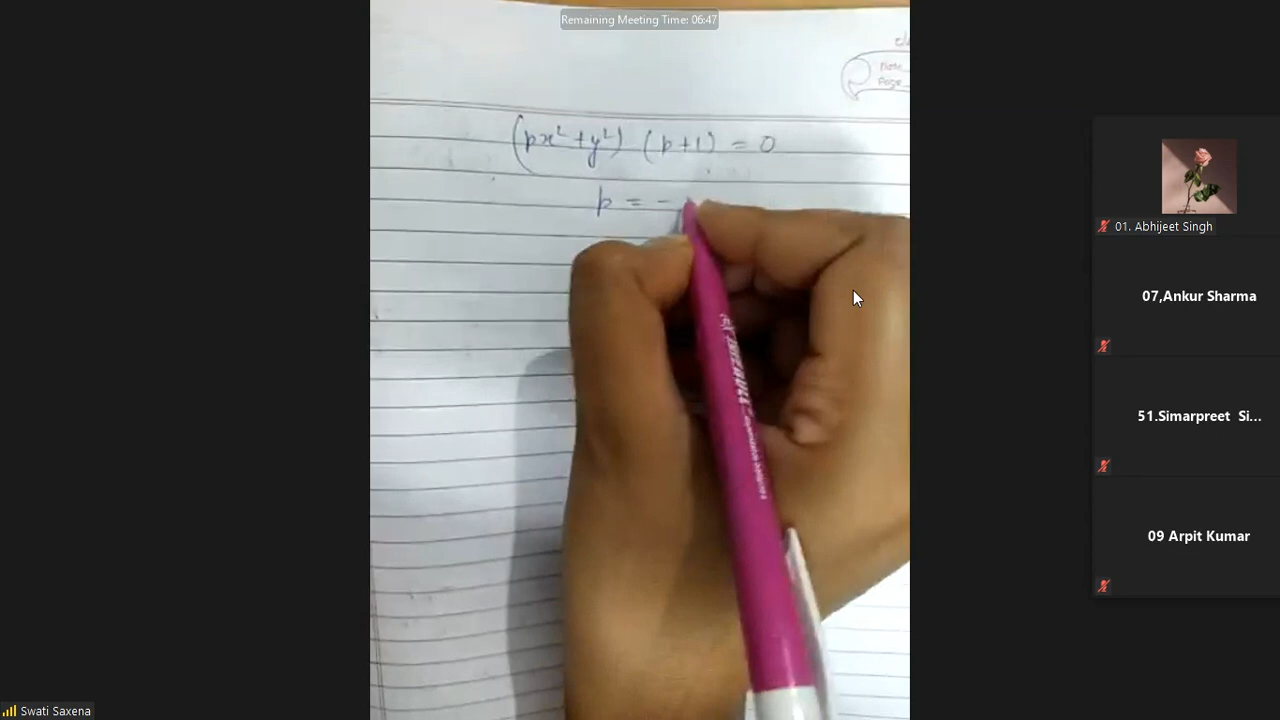 Remaining Meeting Time: 06:47
(px² + y²) (p+1) = 0
p = -
01. Abhijeet Singh
07,Ankur Sharma
51.Simarpreet Si...
09 Arpit Kumar
Swati Saxena